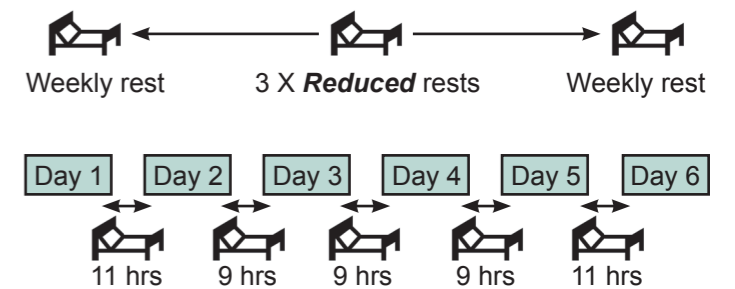 Weekly rest 3 X Reduced rests Weekly rest
Day 1 Day 2 Day 3 Day 4 Day 5 Day 6
11 hrs 9 hrs 9 hrs 9 hrs 11 hrs